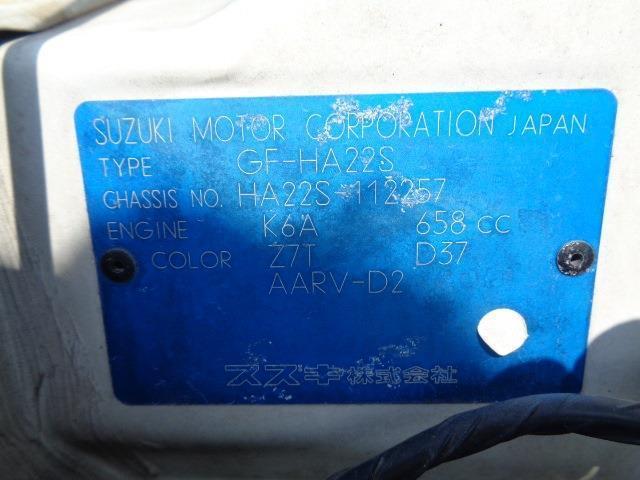 SUZUKI MOTOR CORPORATION JAPAN
TYPE GF-HA22S
CHASSIS NO. HA22S-112257
ENGINE K6A 658 CC
COLOR Z7T D37
AARV-D2
スズキ株式会社